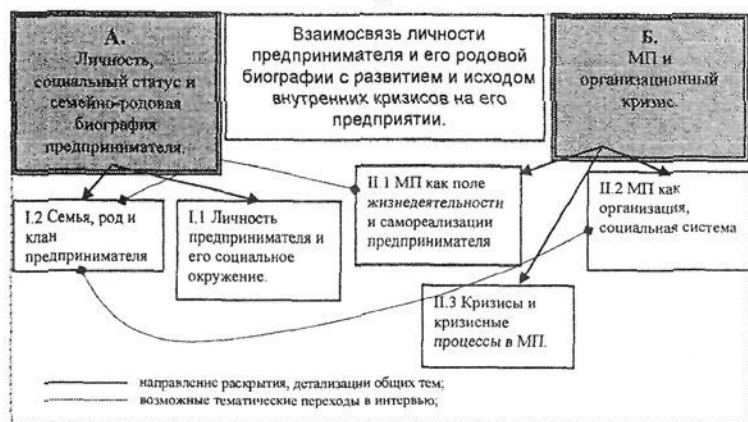 А.
Личность,
социальный статус и
семейно-родовая
биография
предпринимателя.
Взаимосвязь личности
предпринимателя и его родовой
биографии с развитием и исходом
внутренних кризисов на его
предприятии.
Б.
МП и
организационный
кризис.
I.2 Семья, род и
клан
предпринимателя
I.1 Личность
предпринимателя и
его социальное
окружение.
II.1 МП как поле
жизнедеятельности
и самореализации
предпринимателя
II.2 МП как
организация,
социальная система
II.3 Кризисы и
кризисные
процессы в МП.
направление раскрытия, детализации общих тем;
возможные тематические переходы в интервью;